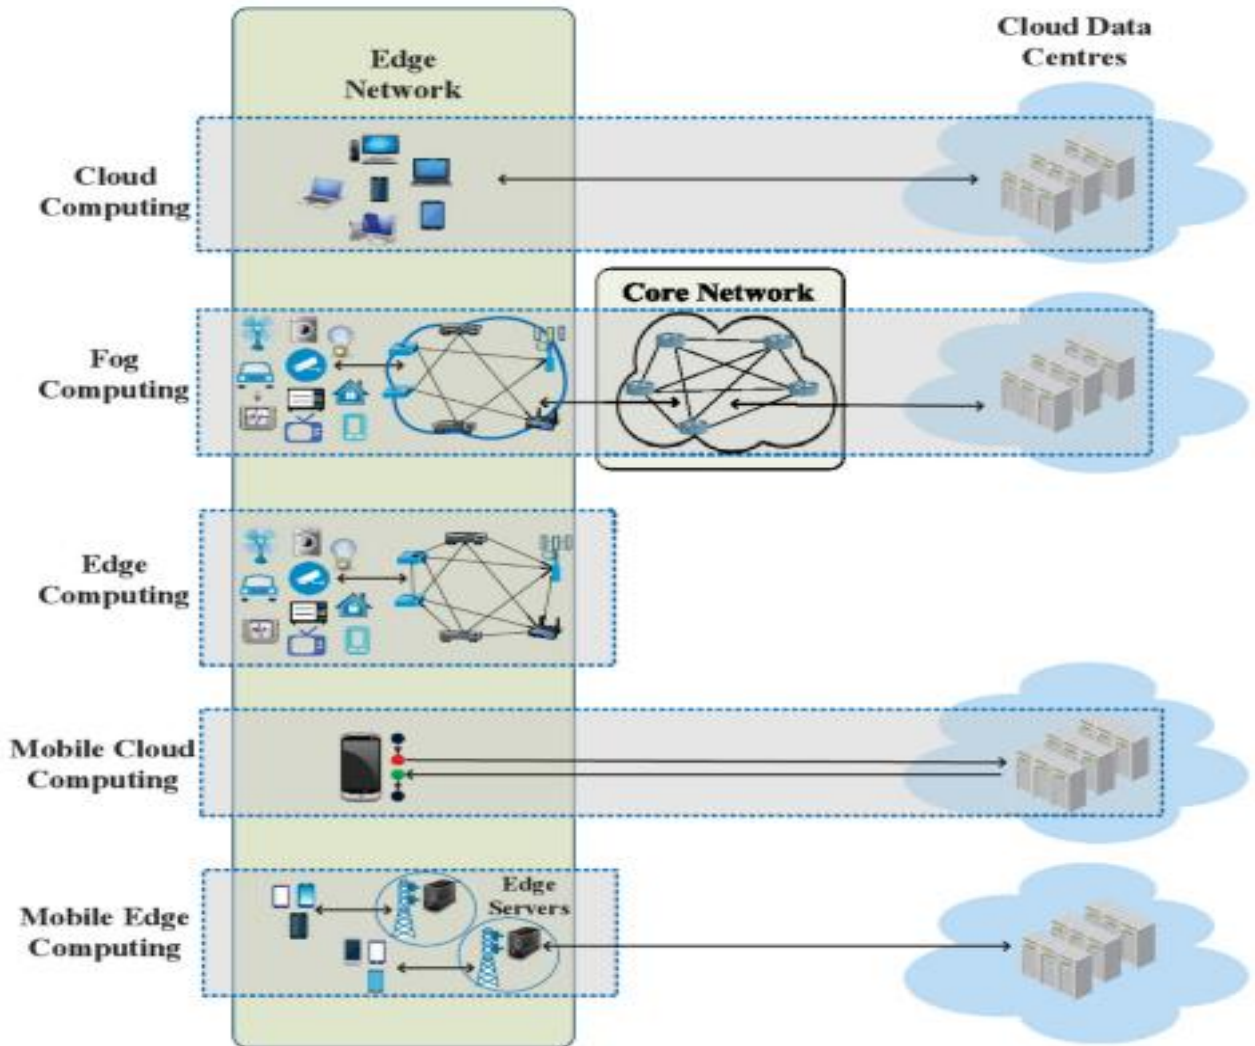 Edge
Network
Cloud Data
Centres
Cloud
Computing
Core Network
Fog
Computing
Edge
Computing
Mobile Cloud
Computing
Edge
Servers
Mobile Edge
Computing